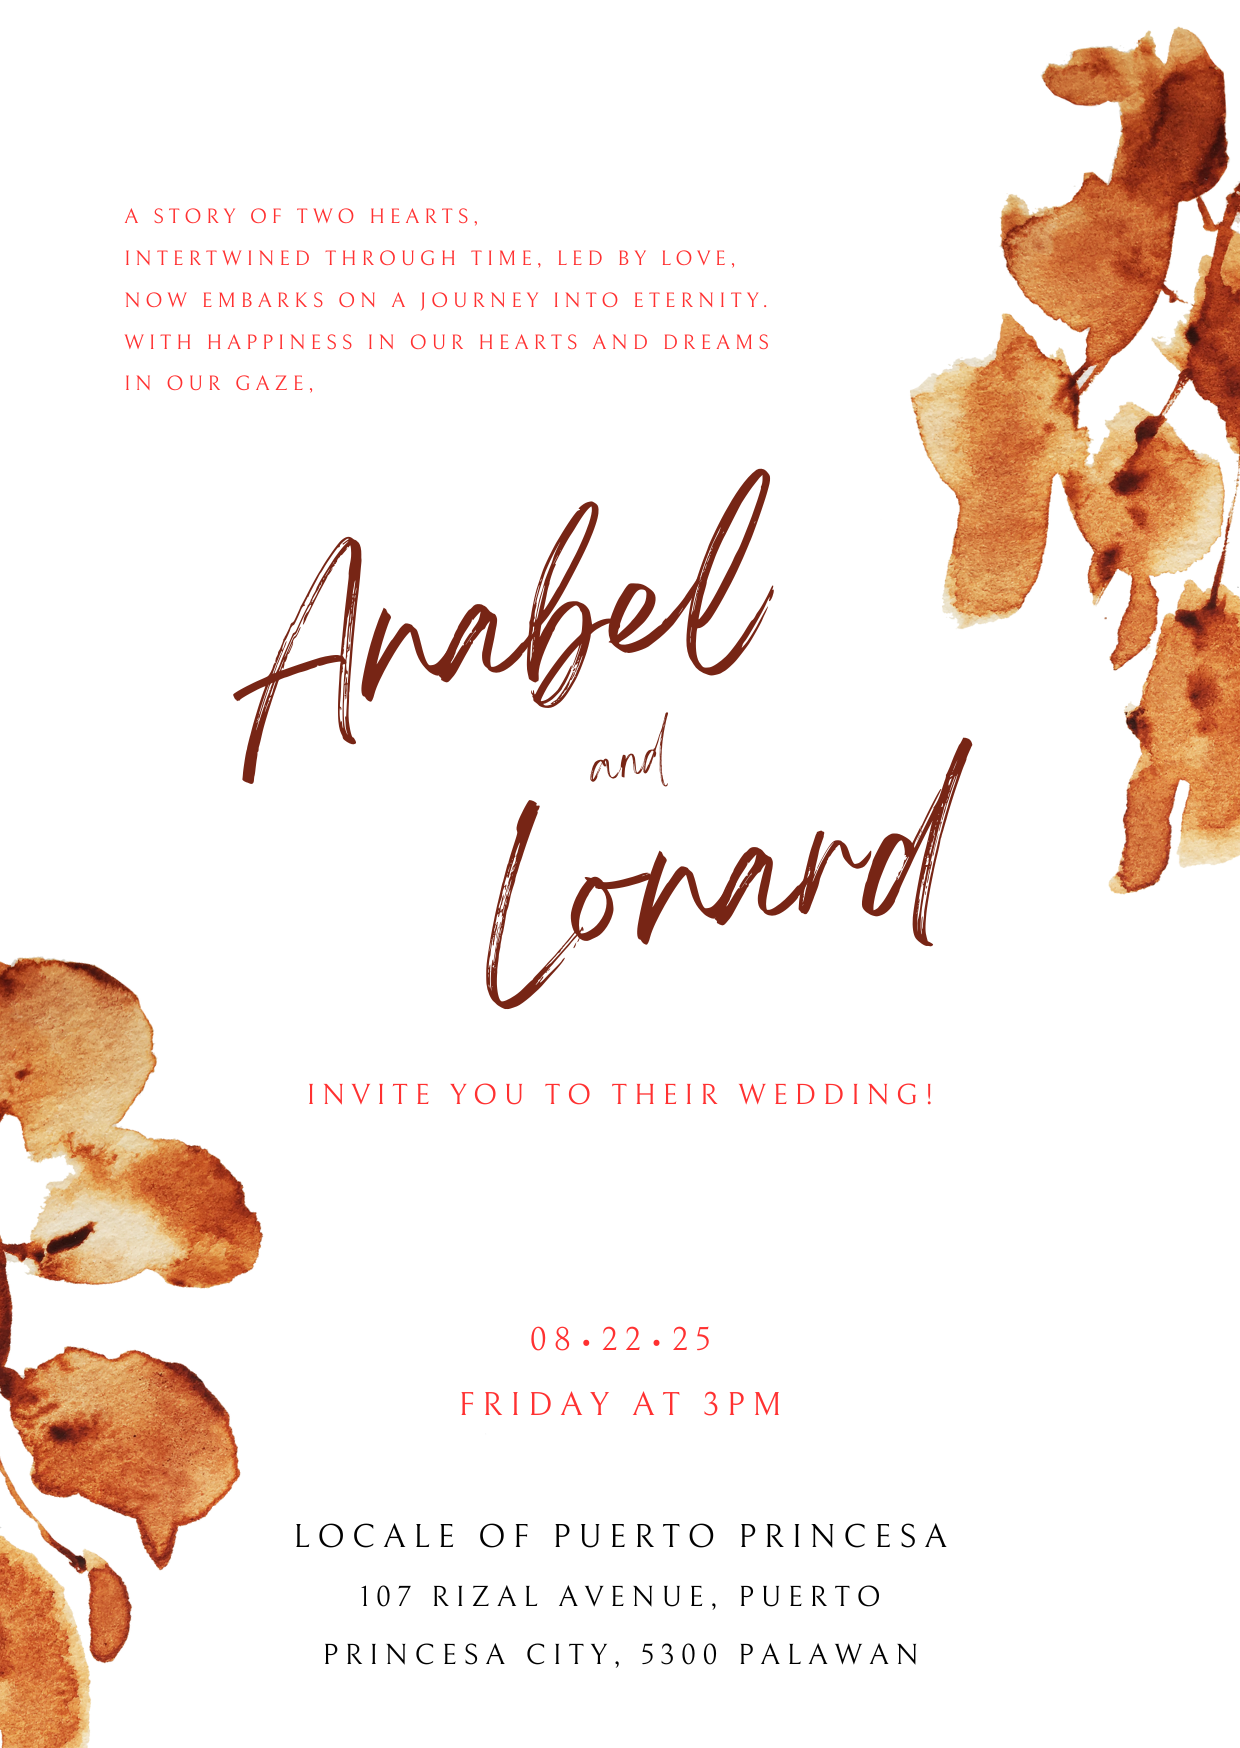 A STORY OF TWO HEARTS,
INTERTWINED THROUGH TIME, LED BY LOVE,
NOW EMBARKS ON A JOURNEY INTO ETERNITY.
WITH HAPPINESS IN OUR HEARTS AND DREAMS
IN OUR GAZE,
Anabel
and
Lonard
INVITE YOU TO THEIR WEDDING!
08•22•25
FRIDAY AT 3PM
LOCALE OF PUERTO PRINCESA
107 RIZAL AVENUE, PUERTO
PRINCESA CITY, 5300 PALAWAN